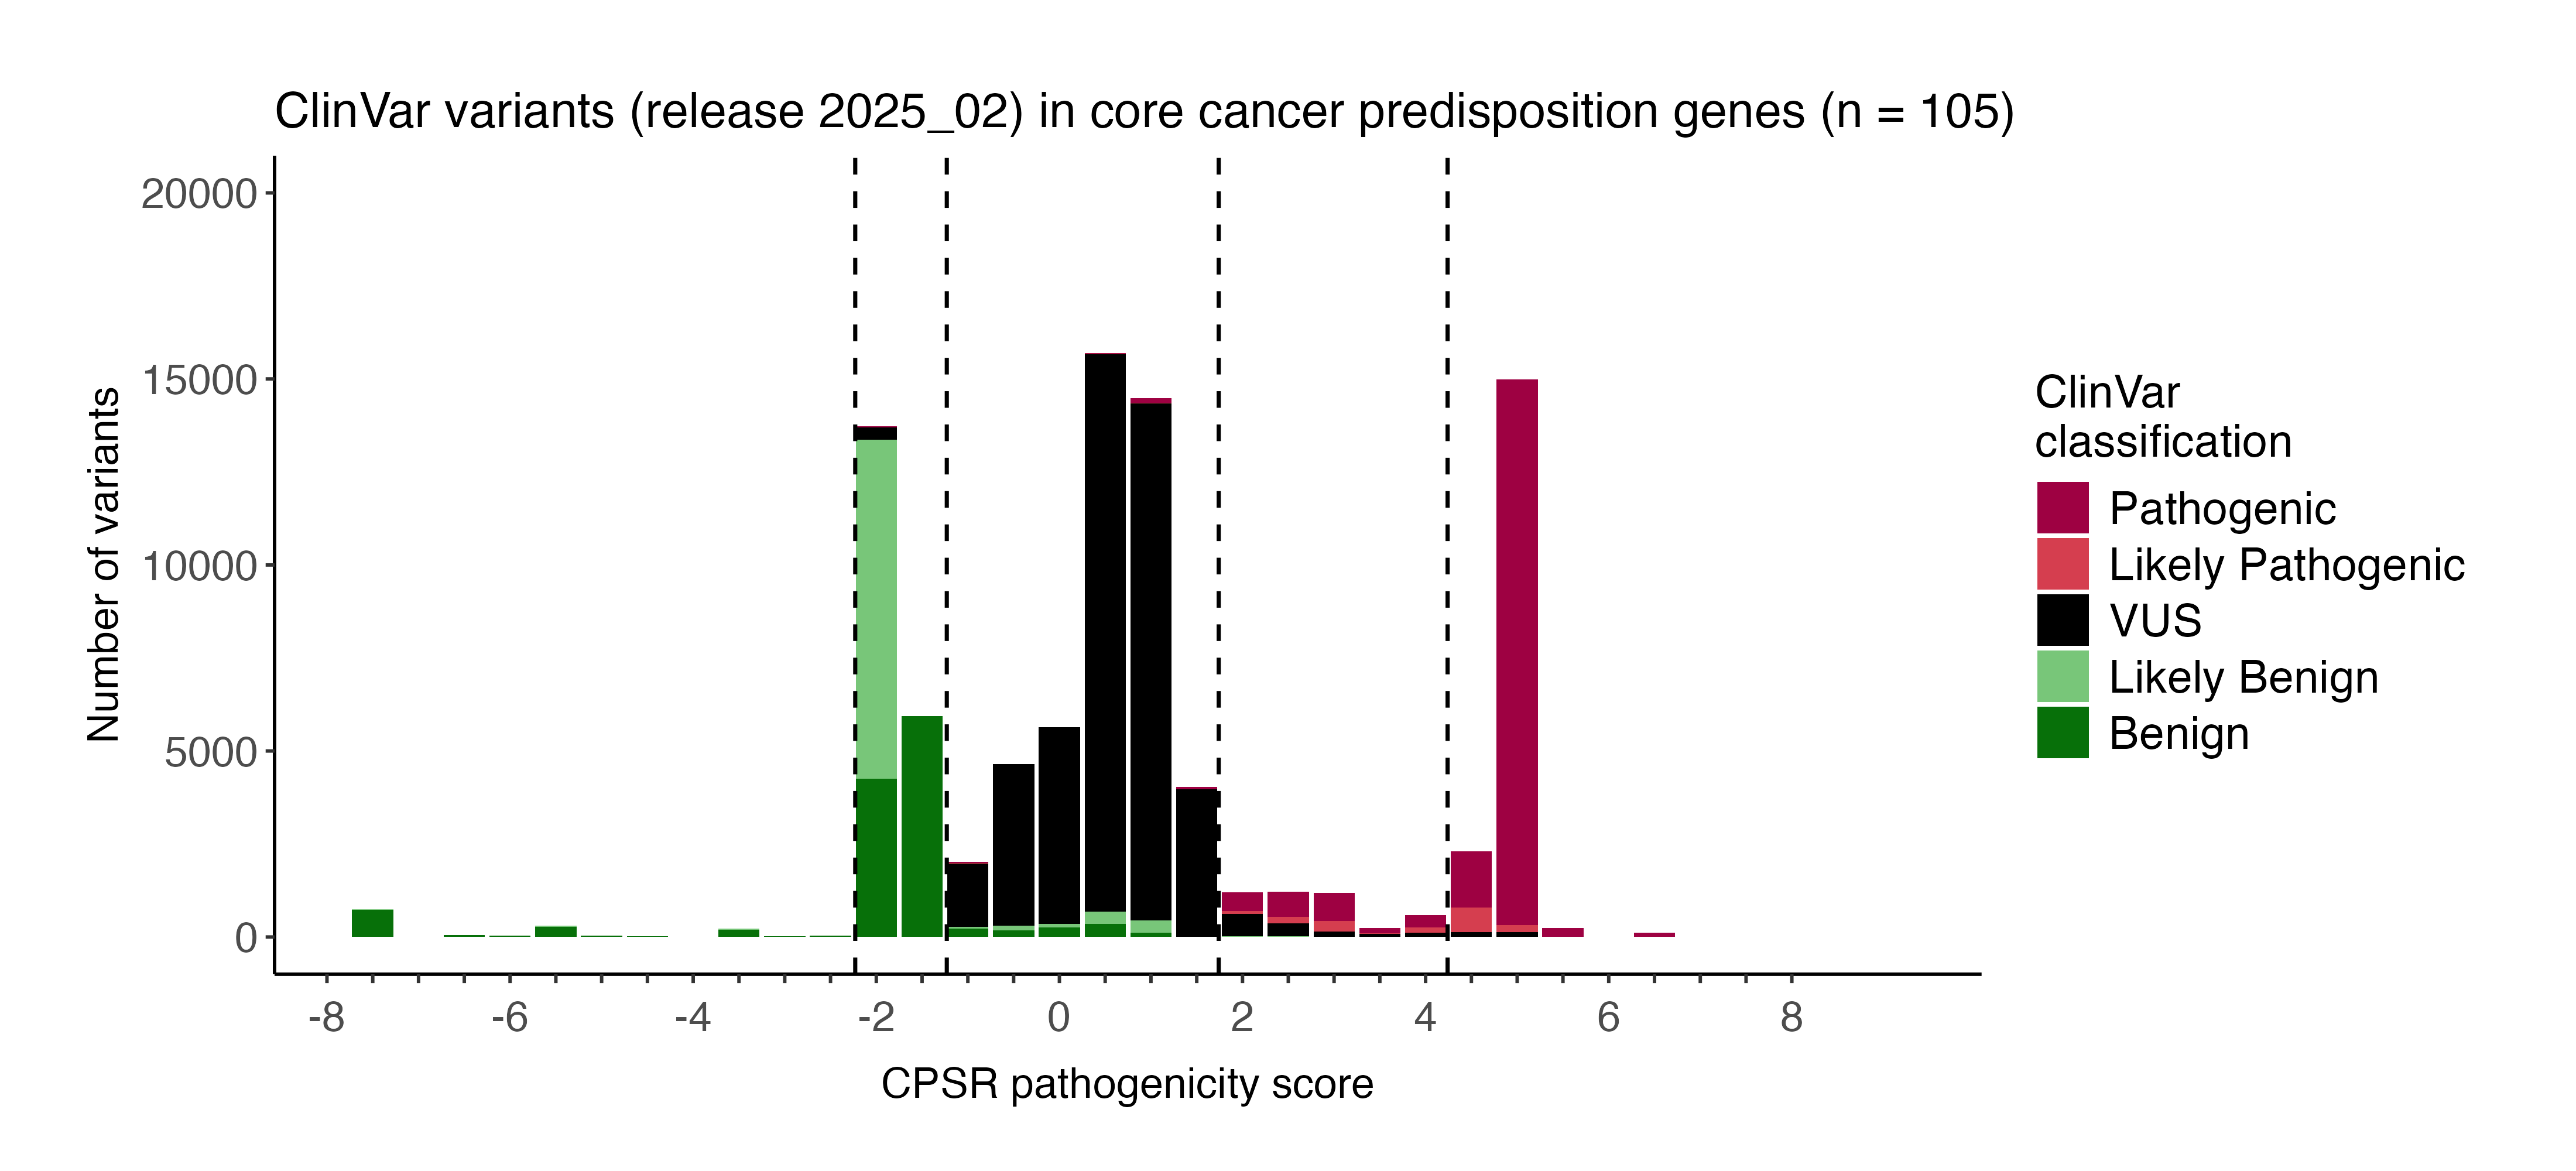 ClinVar variants (release 2025_02) in core cancer predisposition genes (n = 105)
20000
15000
10000
5000
0
Number of variants
-8 -6 -4 -2 0 2 4 6 8
CPSR pathogenicity score
ClinVar
classification
Pathogenic
Likely Pathogenic
VUS
Likely Benign
Benign